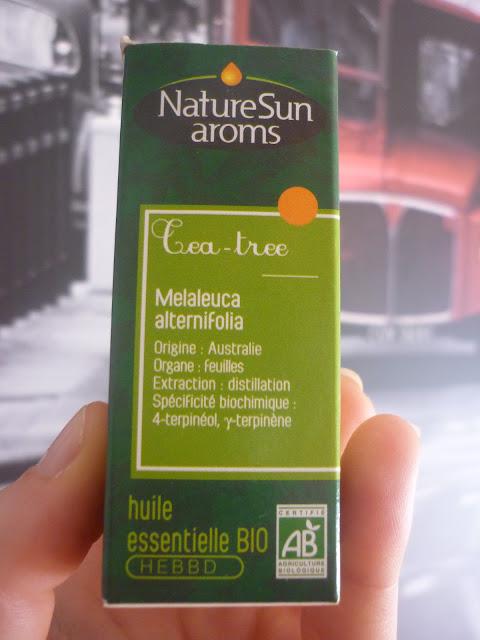 NatureSun
aroms
Tea-tree
Melaleuca
alternifolia
Origine : Australie
Organe : feuilles
Extraction : distillation
Spécificité biochimique :
4-terpinéol, γ-terpinène
huile
essentielle BIO
HEBBD
CERTIFIÉ
AB
AGRICULTURE
BIOLOGIQUE